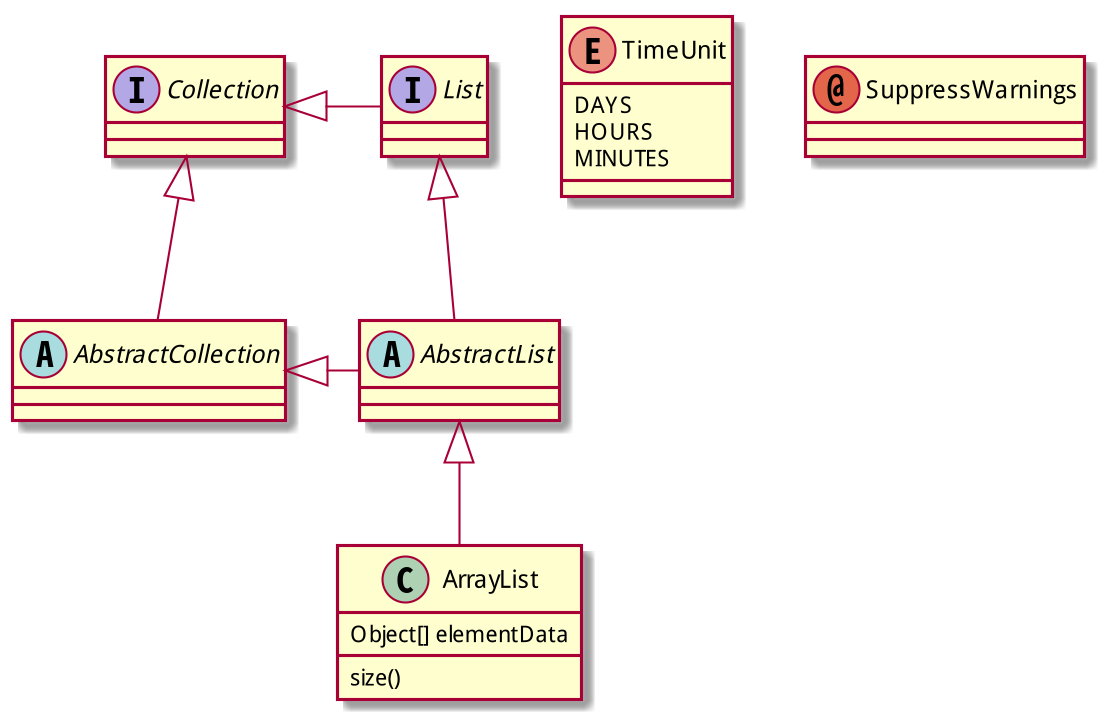 I Collection
I List
E TimeUnit
DAYS
HOURS
MINUTES
@ SuppressWarnings
A AbstractCollection
A AbstractList
C ArrayList
Object[] elementData
size()